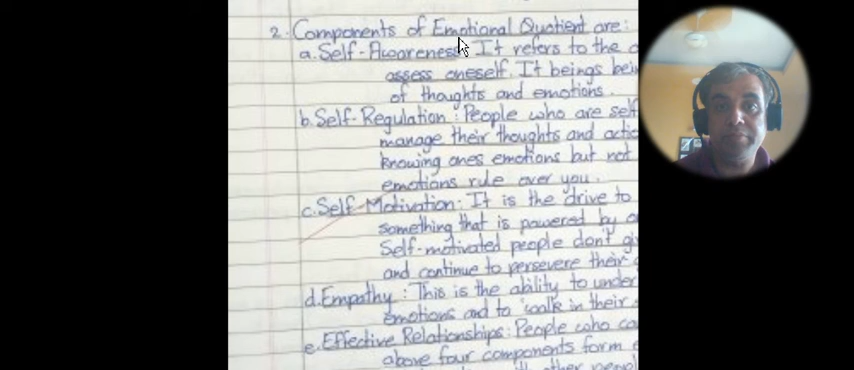 2. Components of Emotional Quotient are:
a. Self-Awareness: It refers to the
assess oneself. It beings
of thoughts and emotions.
b. Self-Regulation: People who are self
manage their thoughts and
knowing ones emotions but not
emotions rule over you.
c. Self-Motivation: It is the drive to
something that is powered by
Self-motivated people don't
and continue to persevere their
d. Empathy: This is the ability to
emotions and to walk in their
e. Effective Relationships: People who
above four components form